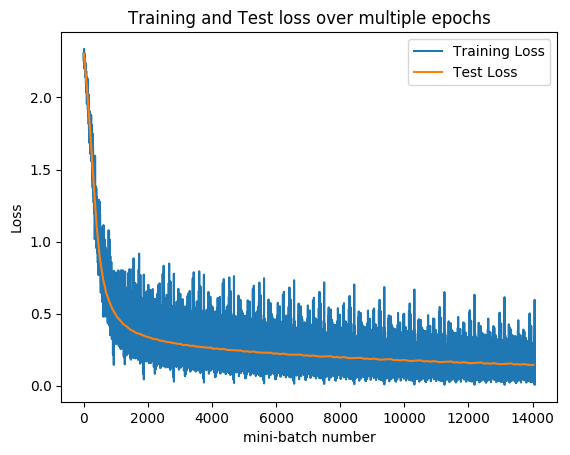 Training and Test loss over multiple epochs
Training Loss
Test Loss
2.0
1.5
1.0
0.5
0.0
Loss
0 2000 4000 6000 8000 10000 12000 14000
mini-batch number